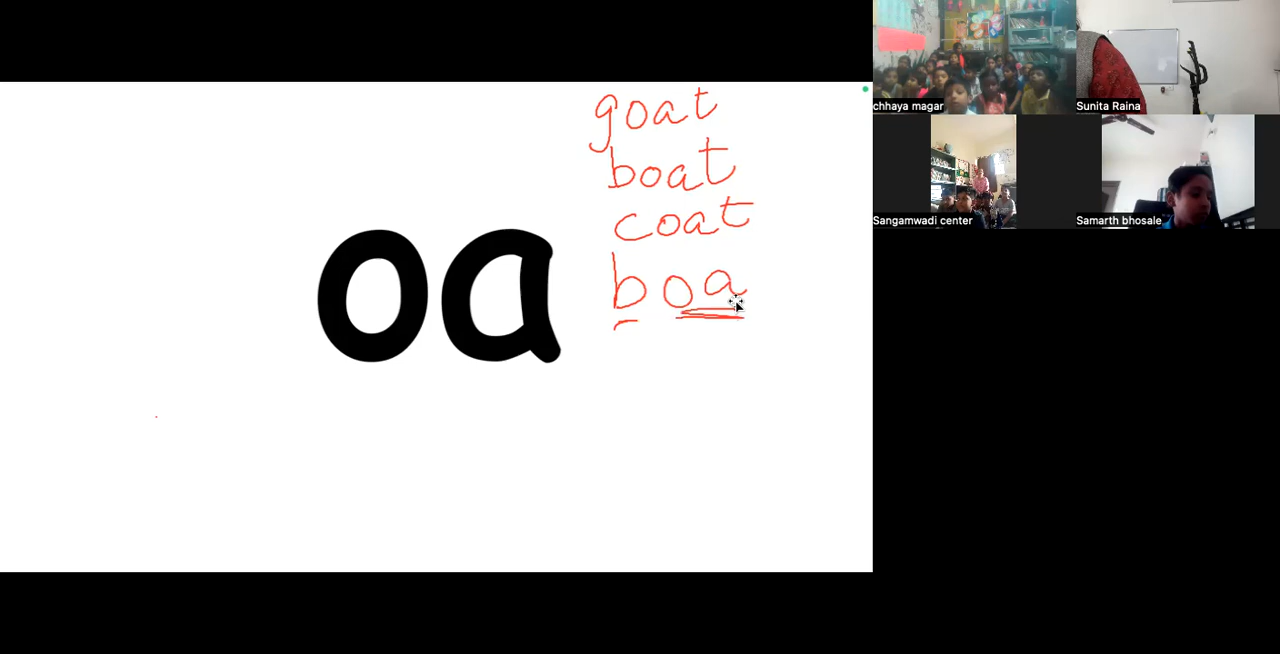 goat
boat
coat
boa
oa
chhaya magar
Sunita Raina
Sangamwadi center
Samarth bhosale